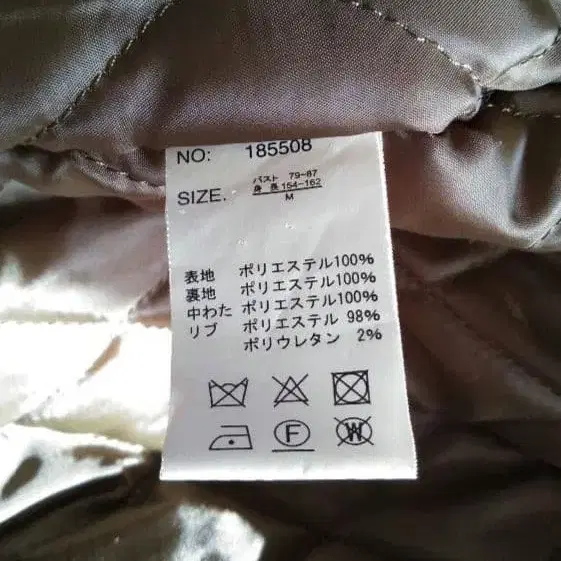 NO: 185508
SIZE. バスト 79-87
身長 154-162
M
表地 ポリエステル100%
裏地 ポリエステル100%
中わた ポリエステル100%
リブ ポリエステル 98%
ポリウレタン 2%
F W